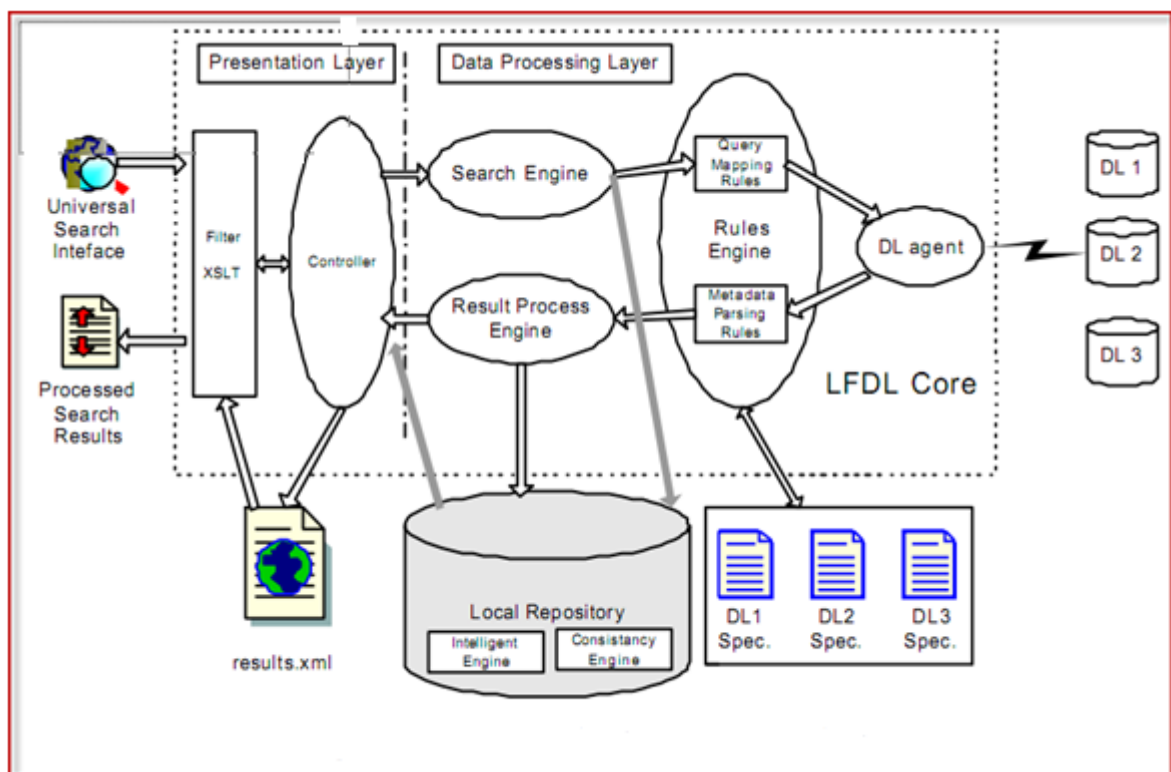 Presentation Layer
Data Processing Layer
Universal
Search
Inteface
Filter
XSLT
Controller
Search Engine
Query
Mapping
Rules
Rules
Engine
DL agent
DL 1
DL 2
DL 3
Result Process
Engine
Metadata
Parsing
Rules
LFDL Core
Processed
Search
Results
results.xml
Local Repository
Intelligent
Engine
Consistancy
Engine
DL1
Spec.
DL2
Spec.
DL3
Spec.